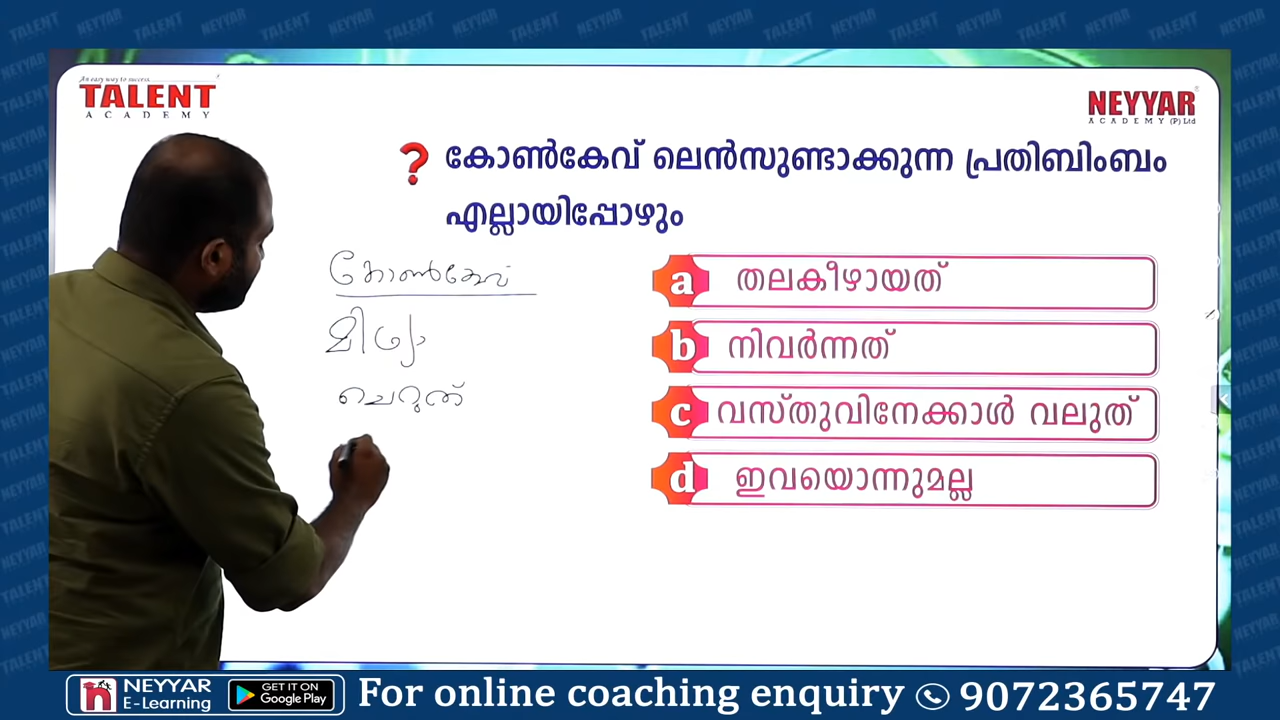 An easy way to success
TALENT
ACADEMY
NEYYAR
ACADEMY (P) Ltd
? കോൺകേവ് ലെൻസുണ്ടാക്കുന്ന പ്രതിബിംബം
എല്ലായിപ്പോഴും
കോൺകേവ്
മിഥ്യ
ചെറുത്
a തലകീഴായത്
b നിവർന്നത്
c വസ്തുവിനേക്കാൾ വലുത്
d ഇവയൊന്നുമല്ല
NEYYAR
E-Learning
GET IT ON
Google Play
For online coaching enquiry 9072365747